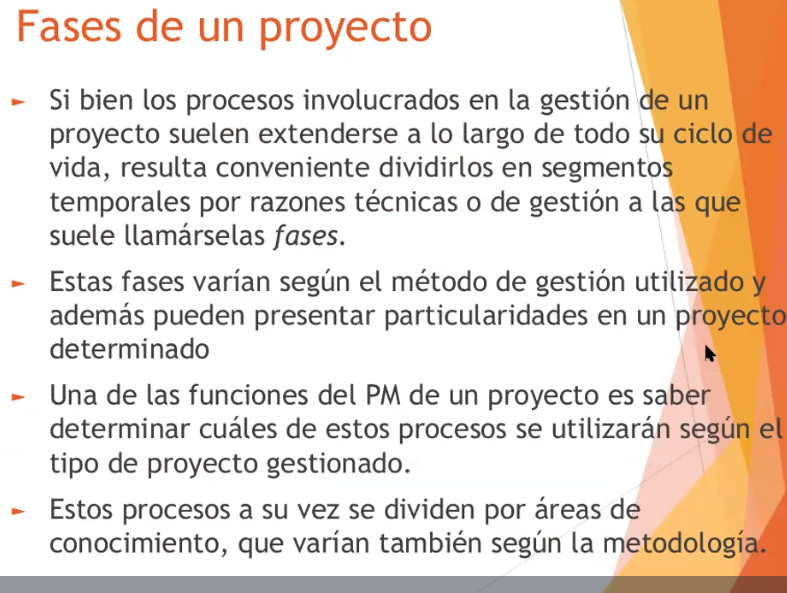 Fases de un proyecto
Si bien los procesos involucrados en la gestión de un
proyecto suelen extenderse a lo largo de todo su ciclo de
vida, resulta conveniente dividirlos en segmentos
temporales por razones técnicas o de gestión a las que
suele llamárselas fases.
Estas fases varían según el método de gestión utilizado y
además pueden presentar particularidades en un proyecto
determinado
Una de las funciones del PM de un proyecto es saber
determinar cuáles de estos procesos se utilizarán según el
tipo de proyecto gestionado.
Estos procesos a su vez se dividen por áreas de
conocimiento, que varían también según la metodología.